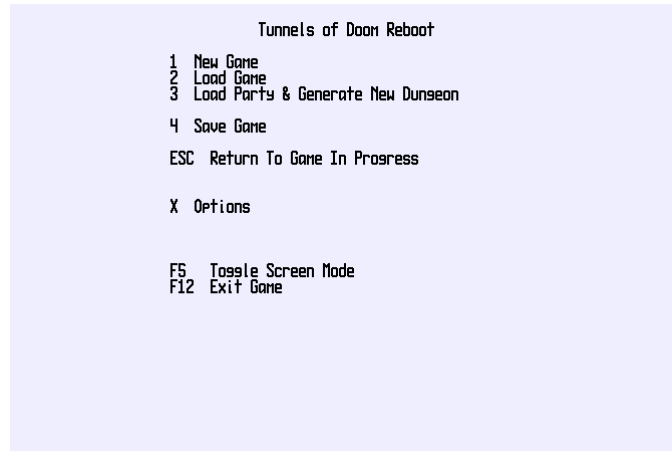 Tunnels of Doom Reboot
1 New Game
2 Load Game
3 Load Party & Generate New Dungeon
4 Save Game
ESC Return To Game In Progress
X Options
F5 Toggle Screen Mode
F12 Exit Game